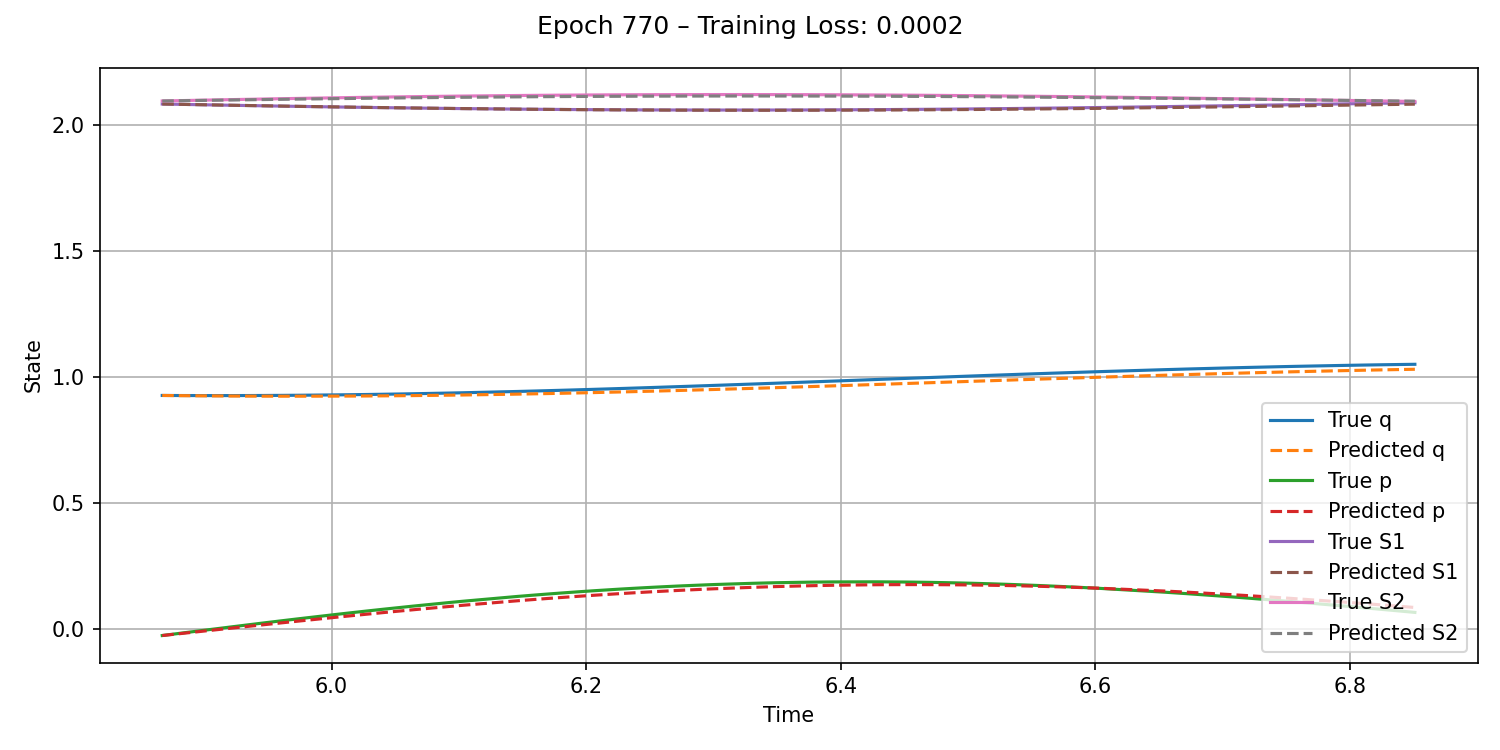 Epoch 770 – Training Loss: 0.0002
State
2.0
1.5
1.0
0.5
0.0
True q
Predicted q
True p
Predicted p
True S1
Predicted S1
True S2
Predicted S2
6.0 6.2 6.4 6.6 6.8
Time